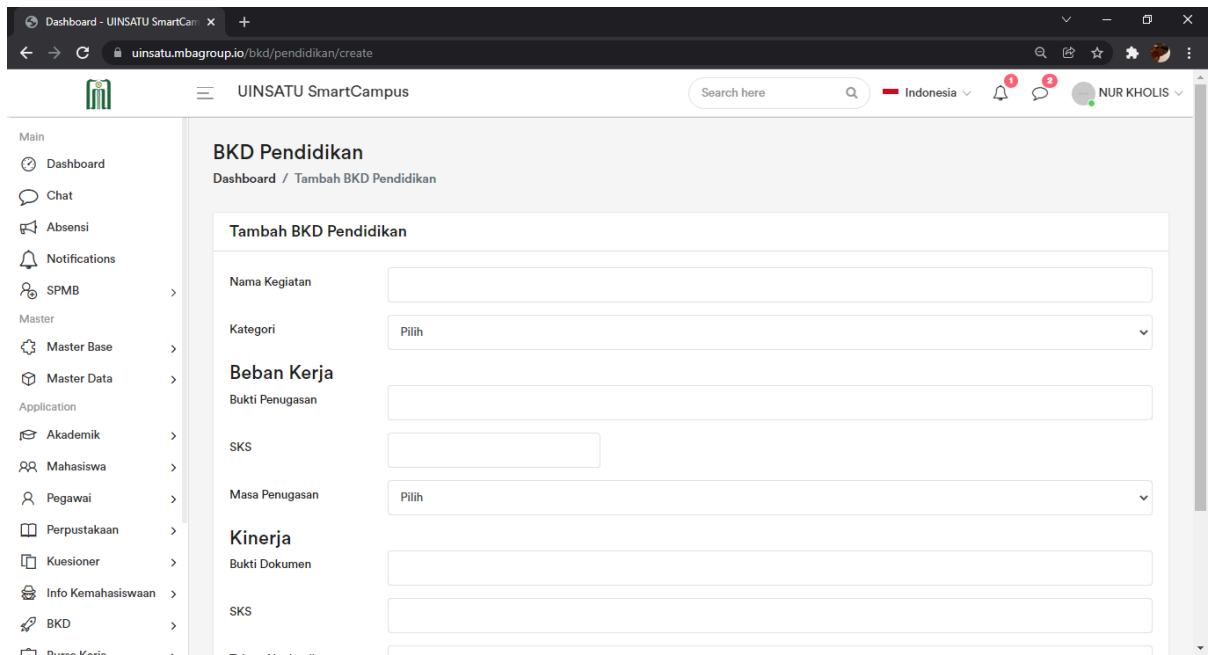 Dashboard - UINSATU SmartCam
uinsatu.mbagroup.io/bkd/pendidikan/create
UINSATU SmartCampus
Search here
Indonesia
1
2
NUR KHOLIS
Main
Dashboard
Chat
Absensi
Notifications
SPMB
Master
Master Base
Master Data
Application
Akademik
Mahasiswa
Pegawai
Perpustakaan
Kuesioner
Info Kemahasiswaan
BKD
BKD Pendidikan
Dashboard / Tambah BKD Pendidikan
Tambah BKD Pendidikan
Nama Kegiatan
Kategori
Pilih
Beban Kerja
Bukti Penugasan
SKS
Masa Penugasan
Pilih
Kinerja
Bukti Dokumen
SKS